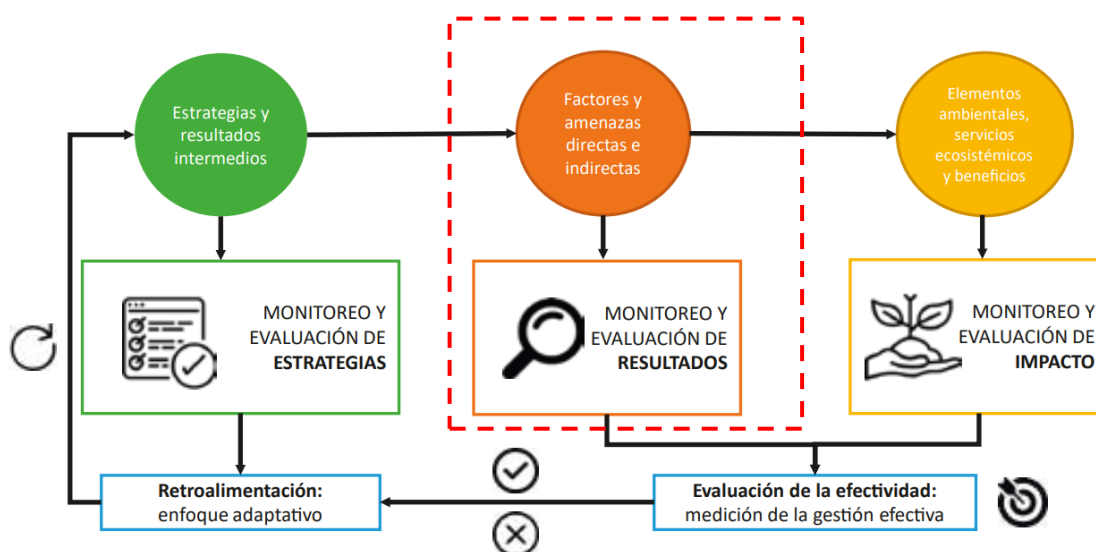 Estrategias y
resultados
intermedios
Factores y
amenazas
directas e
indirectas
Elementos
ambientales,
servicios
ecosistémicos
y beneficios
MONITOREO Y
EVALUACIÓN DE
ESTRATEGIAS
MONITOREO Y
EVALUACIÓN DE
RESULTADOS
MONITOREO Y
EVALUACIÓN DE
IMPACTO
Retroalimentación:
enfoque adaptativo
Evaluación de la efectividad:
medición de la gestión efectiva